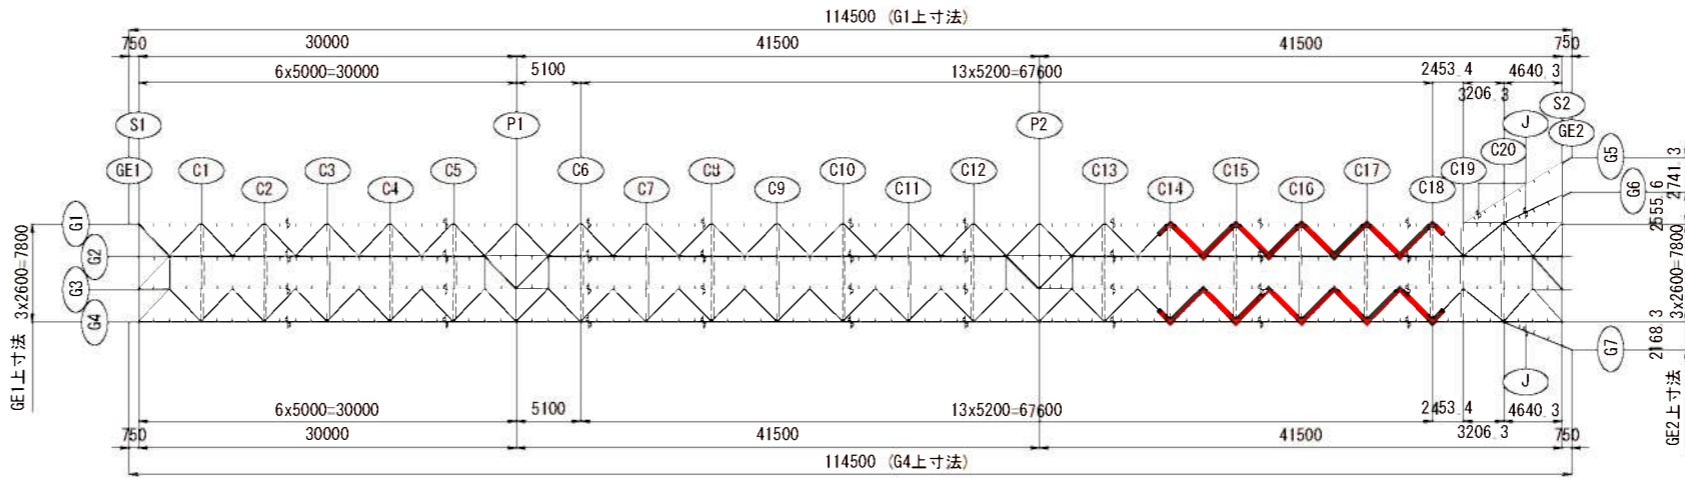 114500 (G1上寸法)
750 30000 41500 41500 750
6x5000=30000 5100 13x5200=67600 2453.4 4640.3
3206.3
S1 P1 P2 J S2
GE2
GE1 C1 C2 C3 C4 C5 C6 C7 C8 C9 C10 C11 C12 C13 C14 C15 C16 C17 C18 C19 C20
G5
G6
G1
G2
G3
G4
G7
GE1上寸法 3x2600=7800
2741.3
2555.6
3x2600=7800
2168.3
GE2上寸法
J
6x5000=30000 5100 13x5200=67600 2453.4 4640.3
3206.3
750 30000 41500 41500 750
114500 (G4上寸法)